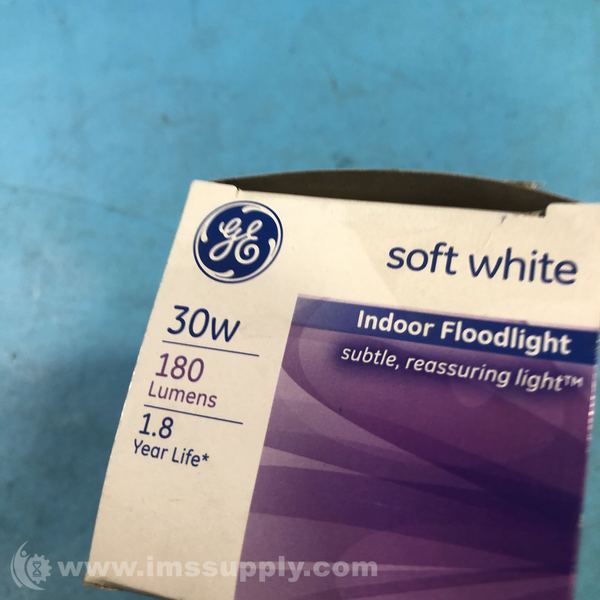 GE
soft white
30w
180
Lumens
1.8
Year Life*
Indoor Floodlight
subtle, reassuring light™
www.imssupply.com